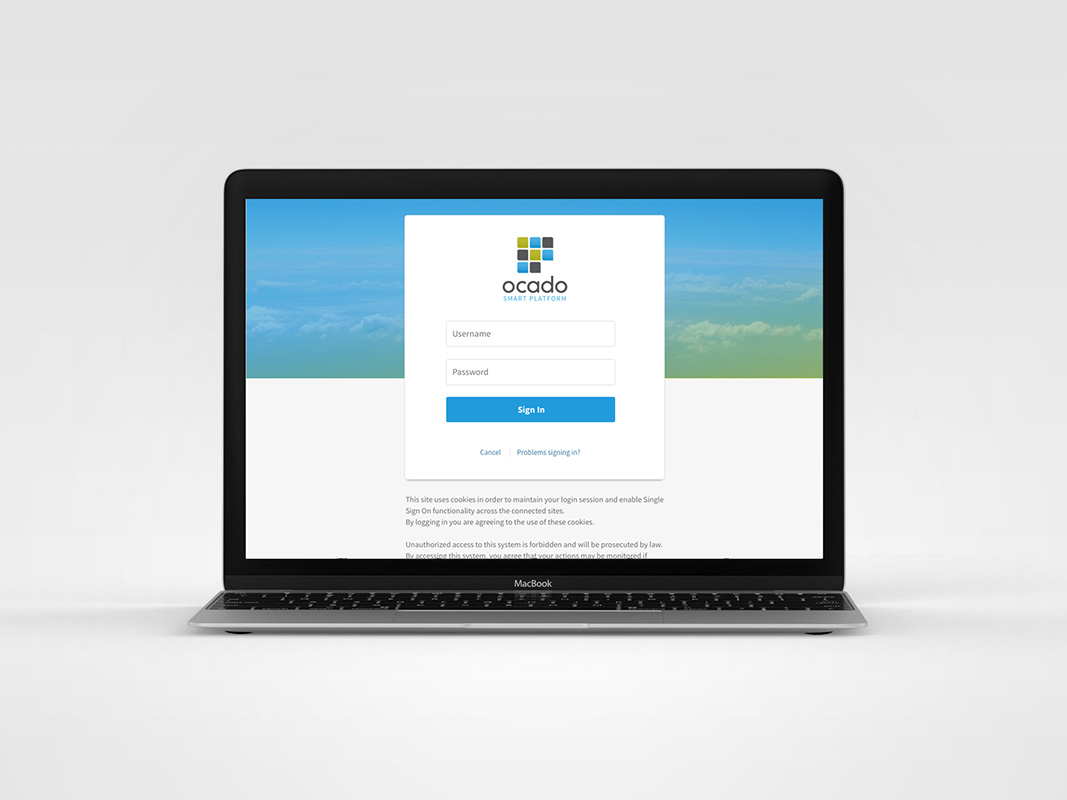 ocado
SMART PLATFORM
Username
Password
Sign In
Cancel
Problems signing in?
This site uses cookies in order to maintain your login session and enable Single
Sign On functionality across the connected sites.
By logging in you are agreeing to the use of these cookies.
Unauthorized access to this system is forbidden and will be prosecuted by law.
By accessing this system, you agree that your actions may be monitored if
MacBook